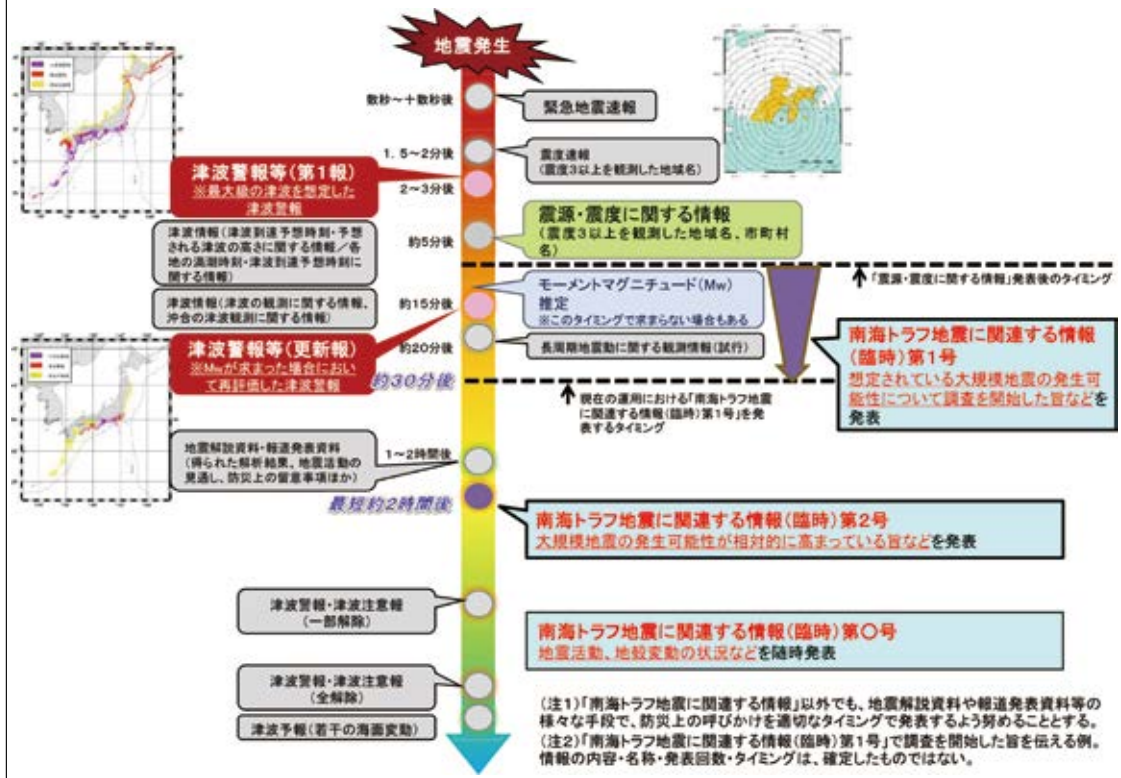 地震発生
数秒～十数秒後
緊急地震速報
1．5～2分後
震度速報
(震度3以上を観測した地域名)
津波警報等(第1報)
※最大級の津波を想定した
津波警報
2～3分後
震源・震度に関する情報
(震度3以上を観測した地域名、市町村
名)
津波情報(津波到達予想時刻・予想
される津波の高さに関する情報／各
地の満潮時刻・津波到達予想時刻に
関する情報)
約5分後
「震源・震度に関する情報」発表後のタイミング
モーメントマグニチュード(Mw)
推定
※このタイミングで求まらない場合もある
津波情報(津波の観測に関する情報、
沖合の津波観測に関する情報)
約15分後
津波警報等(更新報)
※Mwが求まった場合におい
て再評価した津波警報
約20分後
長周期地震動に関する観測情報(試行)
南海トラフ地震に関連する情報
(臨時)第1号
想定されている大規模地震の発生可
能性について調査を開始した旨などを
発表
約30分後
現在の運用における「南海トラフ地震
に関連する情報(臨時)第1号」を発
表するタイミング
地震解説資料・報道発表資料
(得られた解析結果、地震活動の
見通し、防災上の留意事項ほか)
1～2時間後
最短約2時間後
南海トラフ地震に関連する情報(臨時)第2号
大規模地震の発生可能性が相対的に高まっている旨などを発表
津波警報・津波注意報
(一部解除)
南海トラフ地震に関連する情報(臨時)第〇号
地震活動、地殻変動の状況などを随時発表
津波警報・津波注意報
(全解除)
津波予報(若干の海面変動)
(注1)「南海トラフ地震に関連する情報」以外でも、地震解説資料や報道発表資料等の
様々な手段で、防災上の呼びかけを適切なタイミングで発表するよう努めることとする。
(注2)「南海トラフ地震に関連する情報(臨時)第1号」で調査を開始した旨を伝える例。
情報の内容・名称・発表回数・タイミングは、確定したものではない。